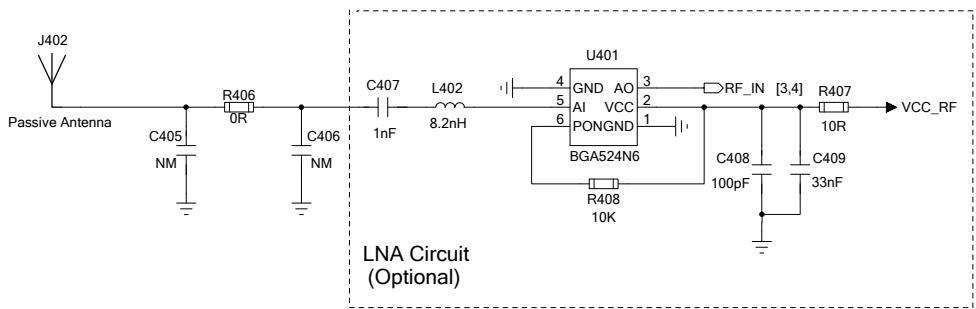 J402
Passive Antenna
R406
0R
C405
NM
C406
NM
C407
1nF
L402
8.2nH
U401
4 GND AO 3
5 AI VCC 2
6 PON GND 1
BGA524N6
RF_IN [3,4]
R407
10R
VCC_RF
R408
10K
C408
100pF
C409
33nF
LNA Circuit
(Optional)